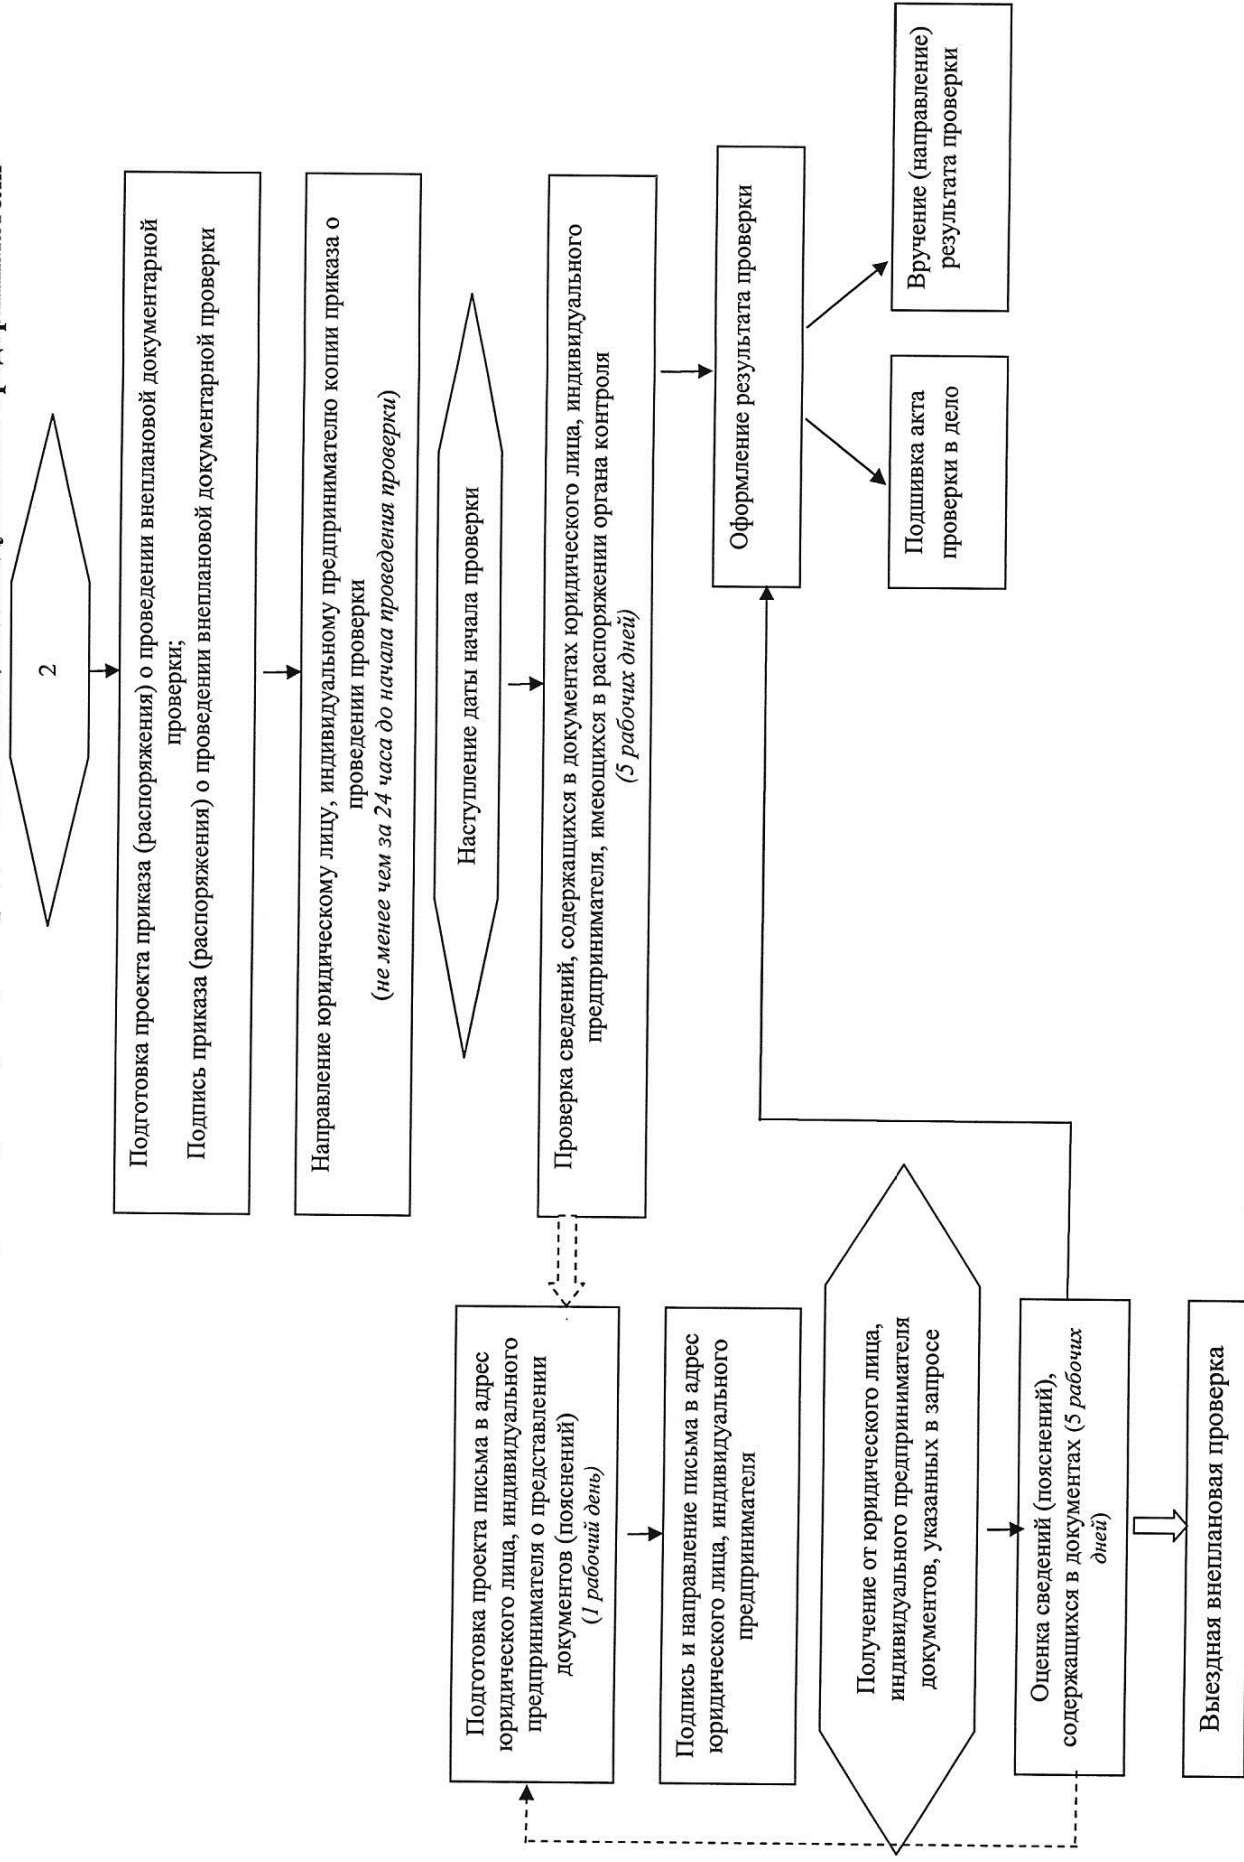 2
Подготовка проекта приказа (распоряжения) о проведении внеплановой документарной
проверки;
Подпись приказа (распоряжения) о проведении внеплановой документарной проверки
Направление юридическому лицу, индивидуальному предпринимателю копии приказа о
проведении проверки
(не менее чем за 24 часа до начала проведения проверки)
Наступление даты начала проверки
Проверка сведений, содержащихся в документах юридического лица, индивидуального
предпринимателя, имеющихся в распоряжении органа контроля
(5 рабочих дней)
Подготовка проекта письма в адрес
юридического лица, индивидуального
предпринимателя о представлении
документов (пояснений)
(1 рабочий день)
Подпись и направление письма в адрес
юридического лица, индивидуального
предпринимателя
Получение от юридического лица,
индивидуального предпринимателя
документов, указанных в запросе
Оценка сведений (пояснений),
содержащихся в документах (5 рабочих
дней)
Выездная внеплановая проверка
Оформление результата проверки
Подшивка акта
проверки в дело
Вручение (направление)
результата проверки